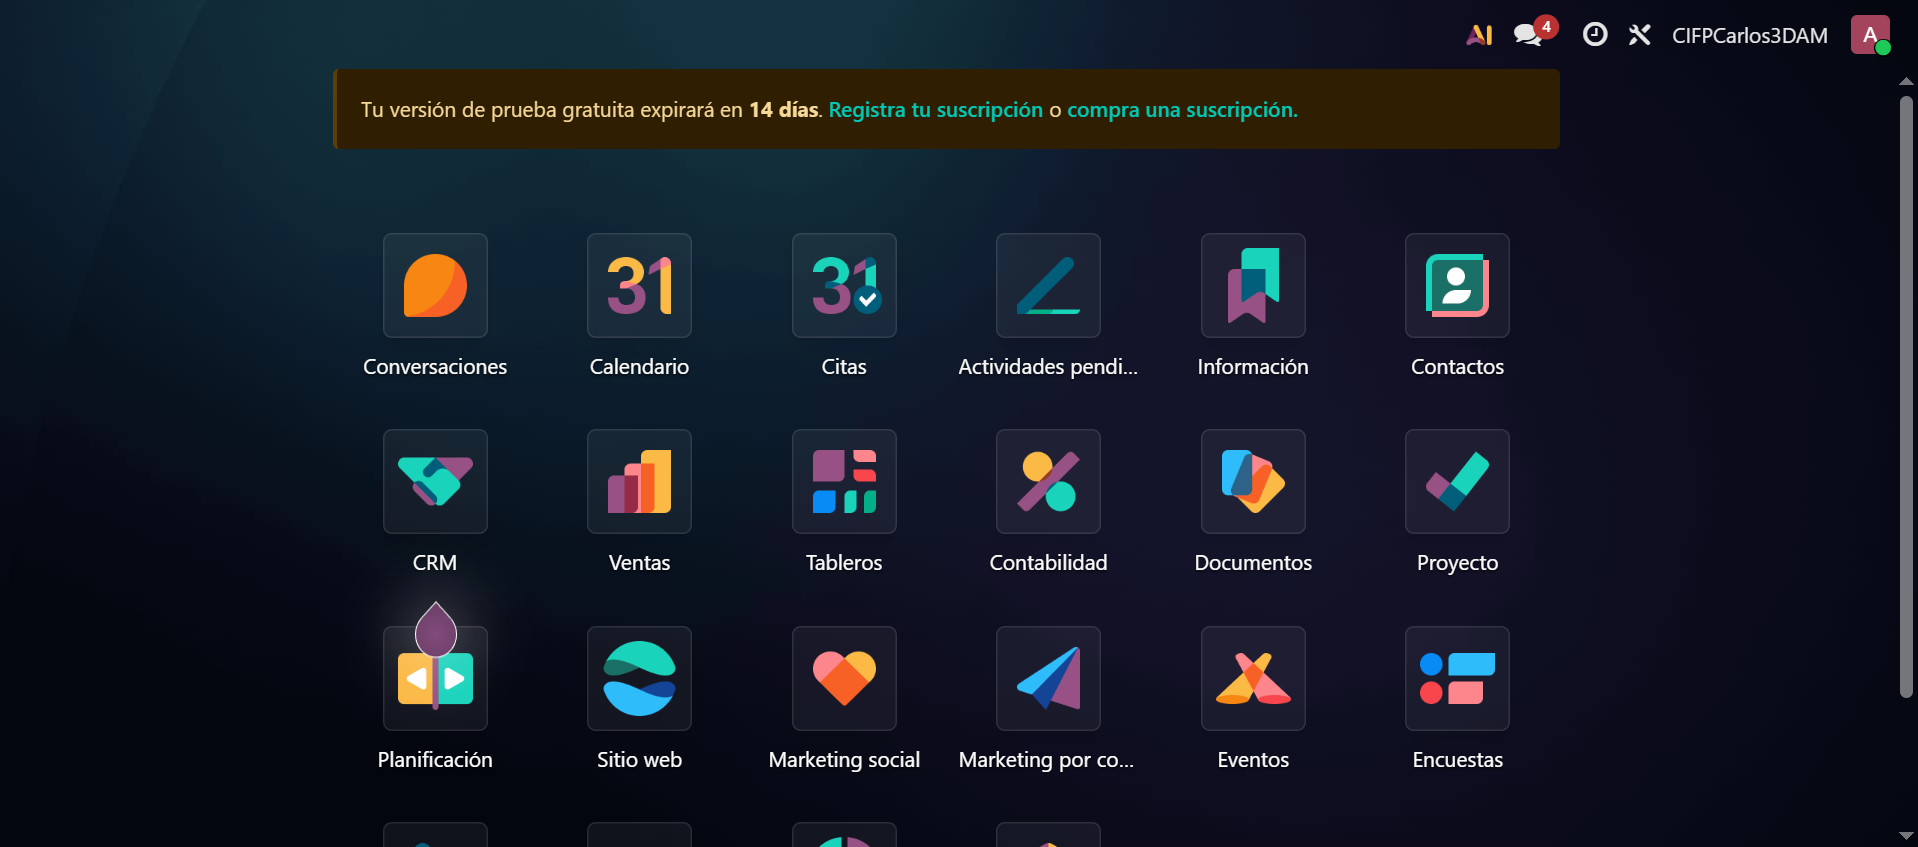 AI 4 CIFPCarlos3DAM A
Tu versión de prueba gratuita expirará en 14 días. Registra tu suscripción o compra una suscripción.
31 31
Conversaciones Calendario Citas Actividades pendi... Información Contactos
CRM Ventas Tableros Contabilidad Documentos Proyecto
Planificación Sitio web Marketing social Marketing por co... Eventos Encuestas